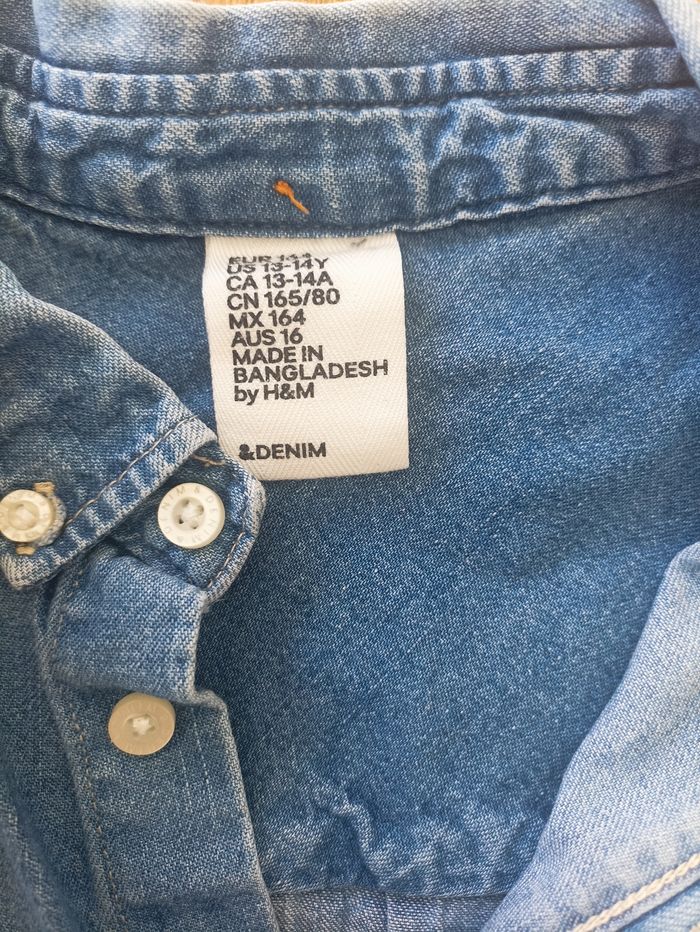 US 13-14Y
CA 13-14A
CN 165/80
MX 164
AUS 16
MADE IN
BANGLADESH
by H&M
&DENIM